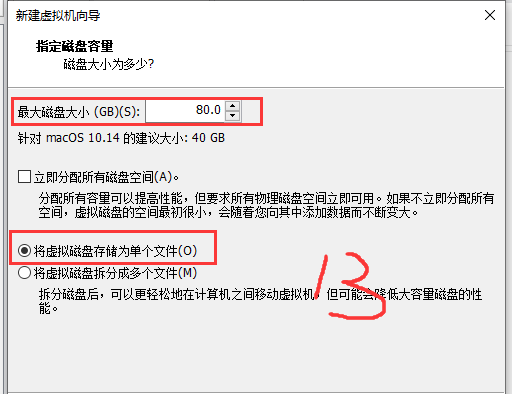 新建虚拟机向导
指定磁盘容量
磁盘大小为多少?
最大磁盘大小 (GB)(S): 80.0
针对 macOS 10.14 的建议大小: 40 GB
立即分配所有磁盘空间(A)。
分配所有容量可以提高性能，但要求所有物理磁盘空间立即可用。如果不立即分配所有
空间，虚拟磁盘的空间最初很小，会随着您向其中添加数据而不断变大。
将虚拟磁盘存储为单个文件(O)
将虚拟磁盘拆分成多个文件(M)
拆分磁盘后，可以更轻松地在计算机之间移动虚拟机，但可能会降低大容量磁盘的性
能。
13